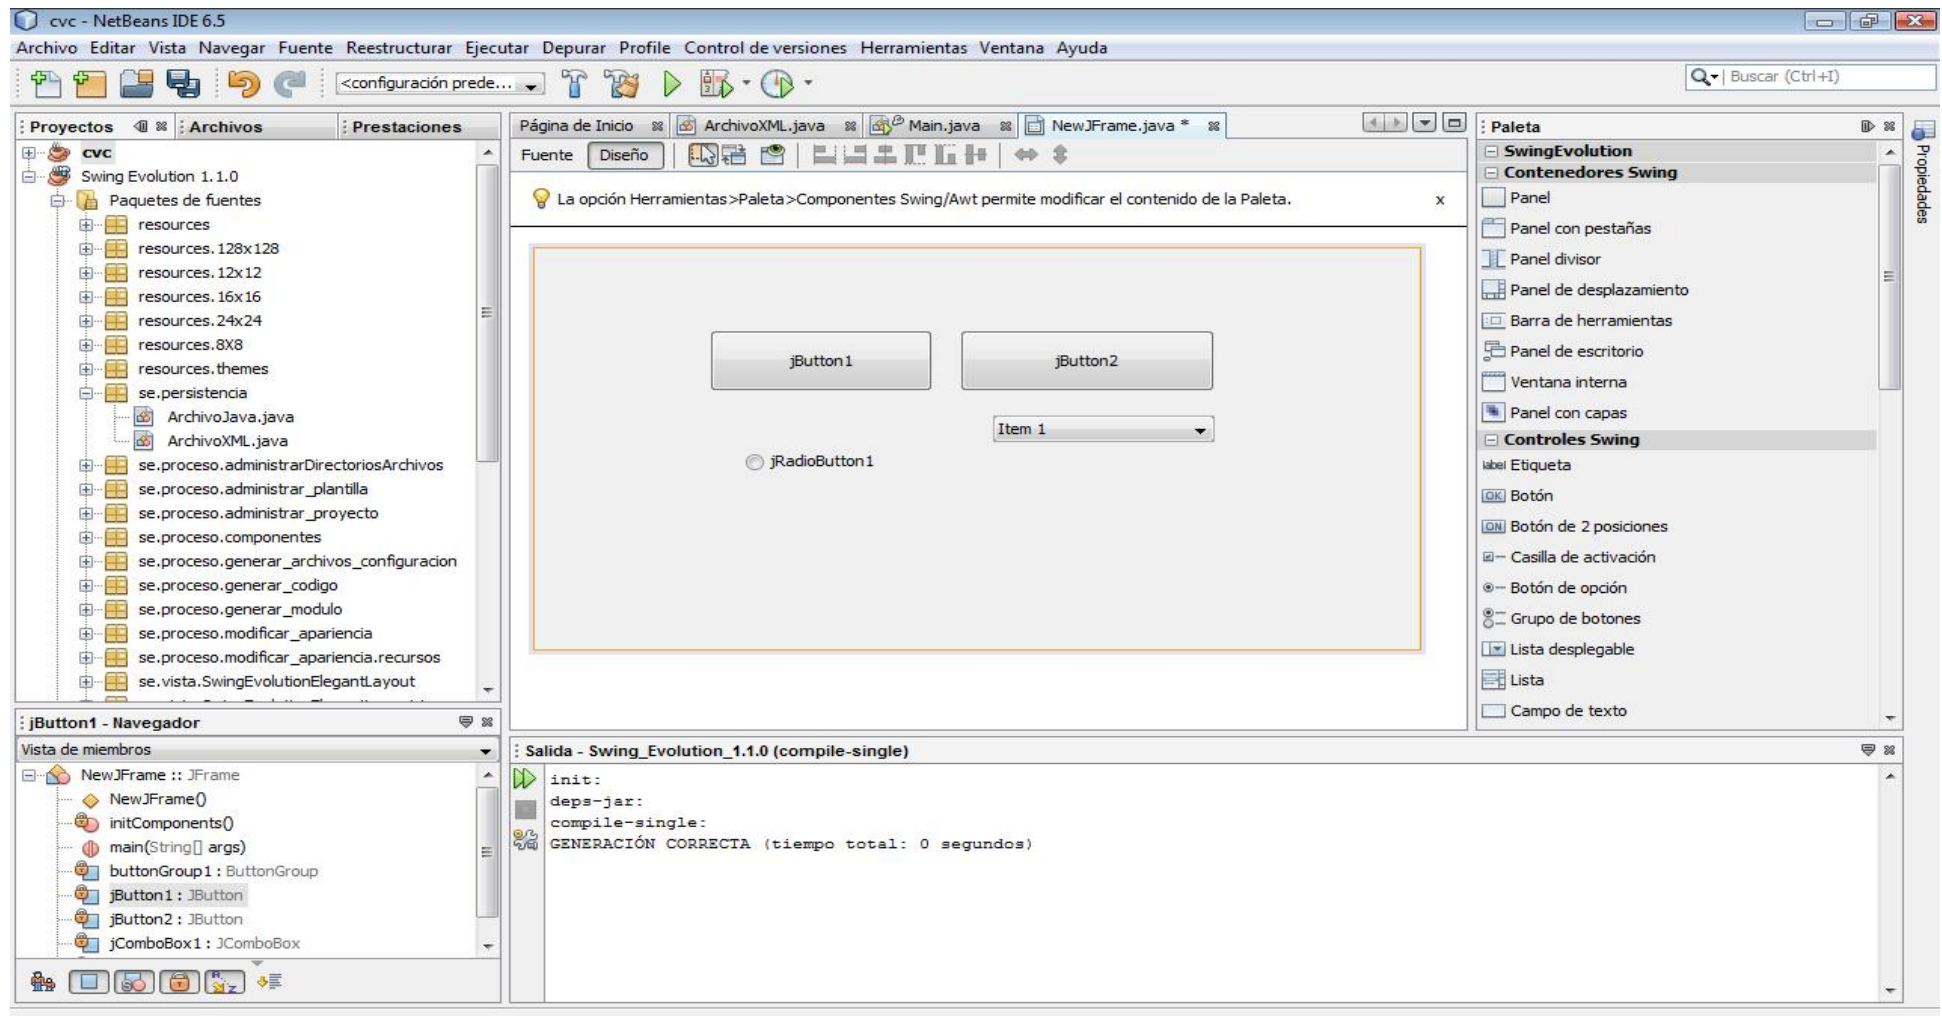 cvc - NetBeans IDE 6.5
Archivo Editar Vista Navegar Fuente Reestructurar Ejecutar Depurar Profile Control de versiones Herramientas Ventana Ayuda
<configuración prede...
Buscar (Ctrl+I)
Proyectos
Archivos
Prestaciones
cvc
Swing Evolution 1.1.0
Paquetes de fuentes
resources
resources.128x128
resources.12x12
resources.16x16
resources.24x24
resources.8X8
resources.themes
se.persistencia
ArchivoJava.java
ArchivoXML.java
se.proceso.administrarDirectoriosArchivos
se.proceso.administrar_plantilla
se.proceso.administrar_proyecto
se.proceso.componentes
se.proceso.generar_archivos_configuracion
se.proceso.generar_codigo
se.proceso.generar_modulo
se.proceso.modificar_apariencia
se.proceso.modificar_apariencia.recursos
se.vista.SwingEvolutionElegantLayout
jButton1 - Navegador
Vista de miembros
NewJFrame :: JFrame
NewJFrame()
initComponents()
main(String[] args)
buttonGroup1 : ButtonGroup
jButton1 : JButton
jButton2 : JButton
jComboBox1 : JComboBox
Página de Inicio
ArchivoXML.java
Main.java
NewJFrame.java *
Fuente
Diseño
La opción Herramientas>Paleta>Componentes Swing/Awt permite modificar el contenido de la Paleta.
x
jButton1
jButton2
Item 1
jRadioButton1
Salida - Swing_Evolution_1.1.0 (compile-single)
init:
deps-jar:
compile-single:
GENERACIÓN CORRECTA (tiempo total: 0 segundos)
Paleta
SwingEvolution
Contenedores Swing
Panel
Panel con pestañas
Panel divisor
Panel de desplazamiento
Barra de herramientas
Panel de escritorio
Ventana interna
Panel con capas
Controles Swing
label Etiqueta
OK Botón
ON Botón de 2 posiciones
Casilla de activación
Botón de opción
Grupo de botones
Lista desplegable
Lista
Campo de texto
Propiedades